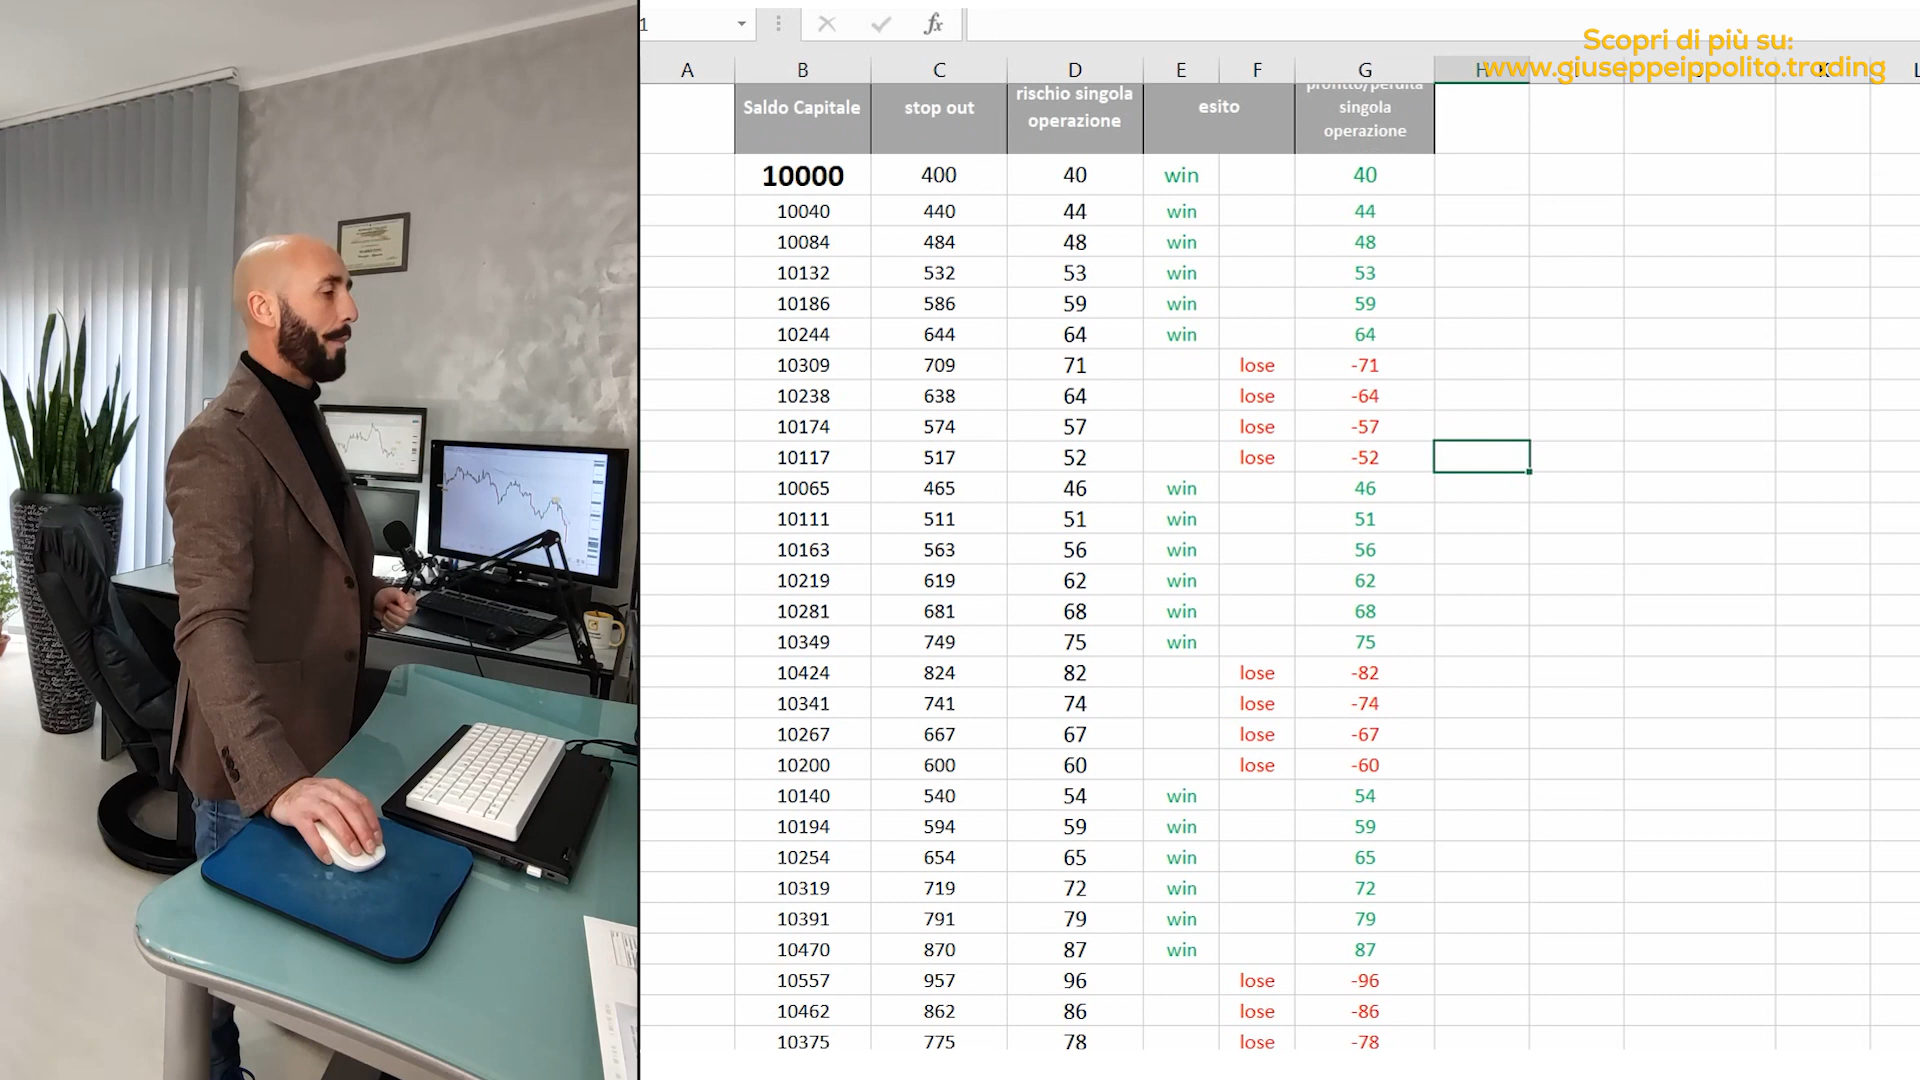 1
fx
Scopri di più su:
www.giuseppeippolito.trading
A B C D E F G H K L
Saldo Capitale stop out rischio singola operazione esito profitto/perdita singola operazione
10000 400 40 win 40
10040 440 44 win 44
10084 484 48 win 48
10132 532 53 win 53
10186 586 59 win 59
10244 644 64 win 64
10309 709 71 lose -71
10238 638 64 lose -64
10174 574 57 lose -57
10117 517 52 lose -52
10065 465 46 win 46
10111 511 51 win 51
10163 563 56 win 56
10219 619 62 win 62
10281 681 68 win 68
10349 749 75 win 75
10424 824 82 lose -82
10341 741 74 lose -74
10267 667 67 lose -67
10200 600 60 lose -60
10140 540 54 win 54
10194 594 59 win 59
10254 654 65 win 65
10319 719 72 win 72
10391 791 79 win 79
10470 870 87 win 87
10557 957 96 lose -96
10462 862 86 lose -86
10375 775 78 lose -78